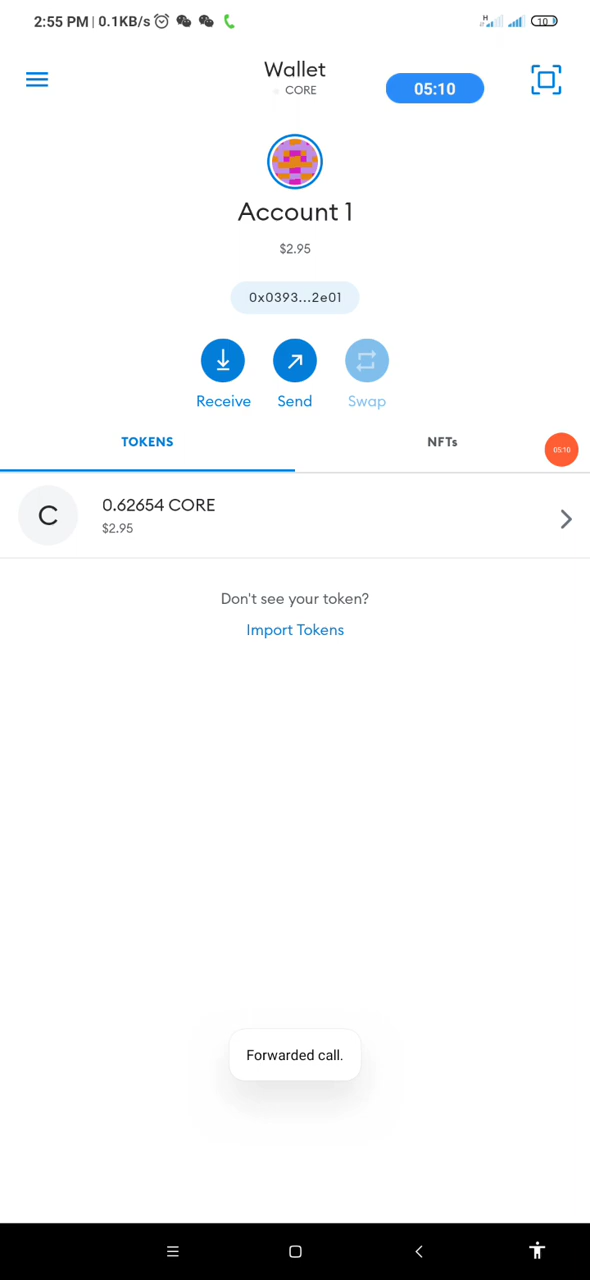 2:55 PM | 0.1KB/s
H
10
Wallet
CORE
05:10
Account 1
$2.95
0x0393...2e01
Receive
Send
Swap
TOKENS
NFTs
05:10
C
0.62654 CORE
$2.95
Don't see your token?
Import Tokens
Forwarded call.